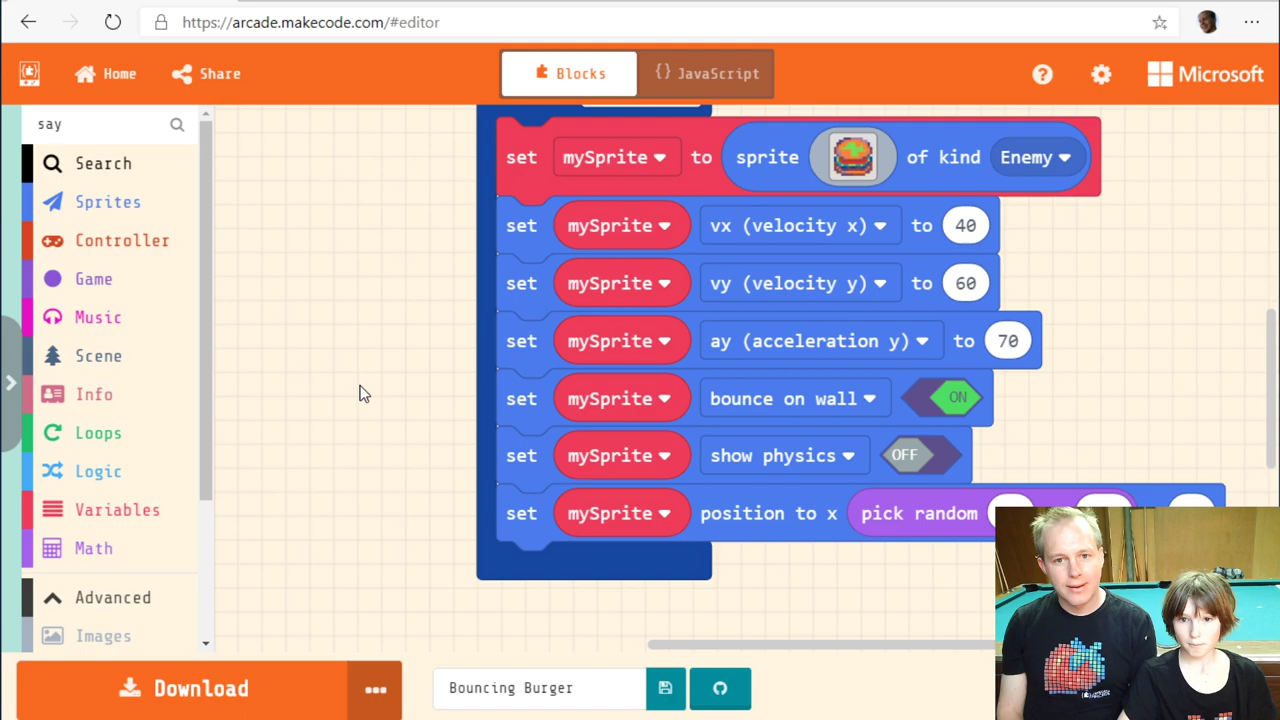 https://arcade.makecode.com/#editor
Home
Share
Blocks
{} JavaScript
Microsoft
say
Search
Sprites
Controller
Game
Music
Scene
Info
Loops
Logic
Variables
Math
Advanced
Images
set mySprite to sprite of kind Enemy
set mySprite vx (velocity x) to 40
set mySprite vy (velocity y) to 60
set mySprite ay (acceleration y) to 70
set mySprite bounce on wall ON
set mySprite show physics OFF
set mySprite position to x pick random
Download
Bouncing Burger